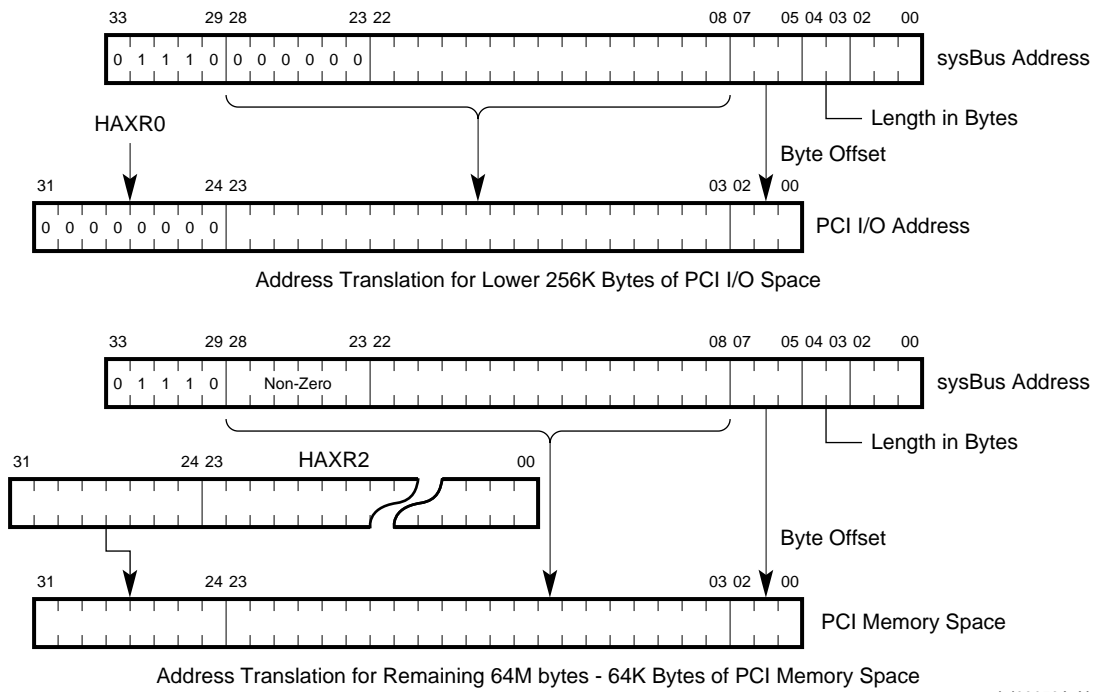 33 29 28 23 22 08 07 05 04 03 02 00
0 1 1 1 0 0 0 0 0 0 0 sysBus Address
Length in Bytes
HAXR0
Byte Offset
31 24 23 03 02 00
0 0 0 0 0 0 0 0 PCI I/O Address
Address Translation for Lower 256K Bytes of PCI I/O Space
33 29 28 23 22 08 07 05 04 03 02 00
0 1 1 1 0 Non-Zero sysBus Address
Length in Bytes
31 24 23 HAXR2 00
Byte Offset
31 24 23 03 02 00
PCI Memory Space
Address Translation for Remaining 64M bytes - 64K Bytes of PCI Memory Space